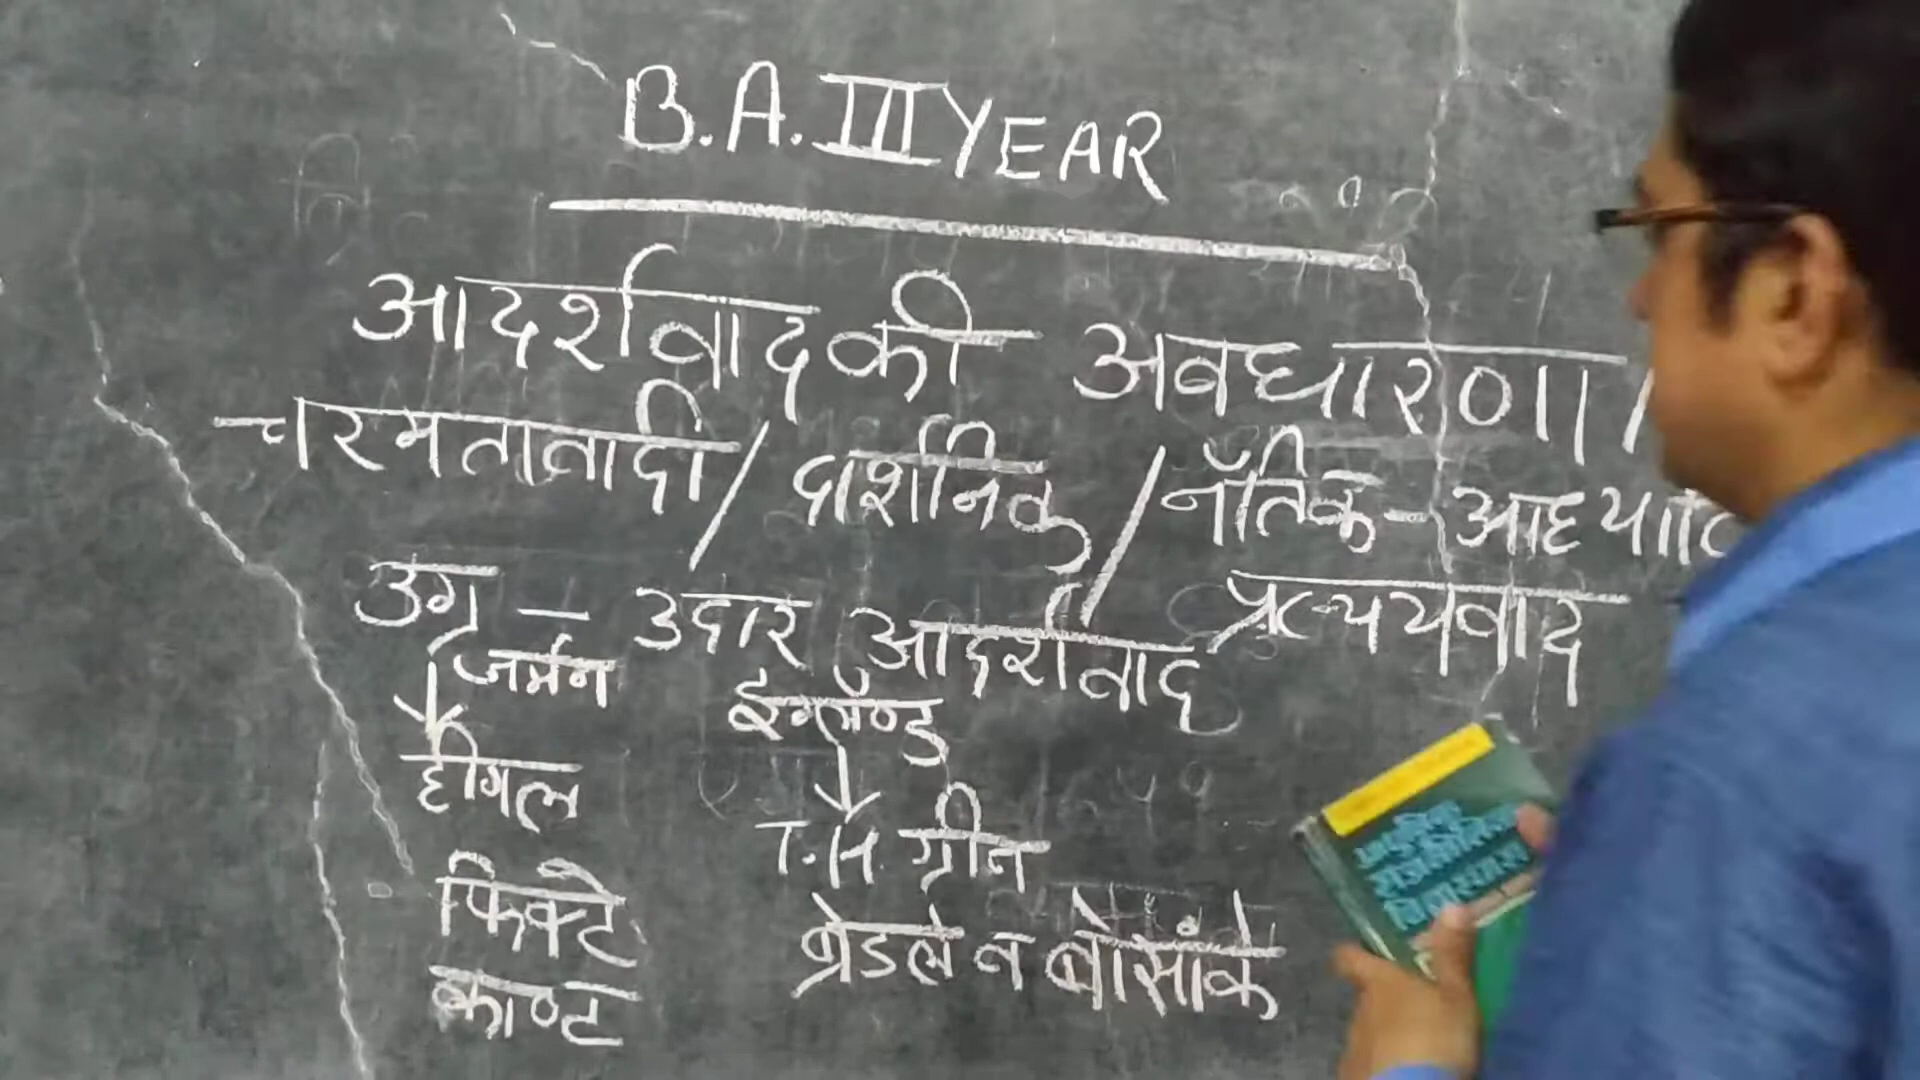 B.A. III YEAR
आदर्शवाद की अवधारणा
चरमतावादी / दार्शनिक / नैतिक-
उग्र - उदार आदर्शवाद प्रत्ययवाद
जर्मन इंग्लैण्ड
हीगल
T.H. ग्रीन
फिक्टे
ब्रेडले व बोसांके
काण्ट
आधुनिक
राजनीतिक